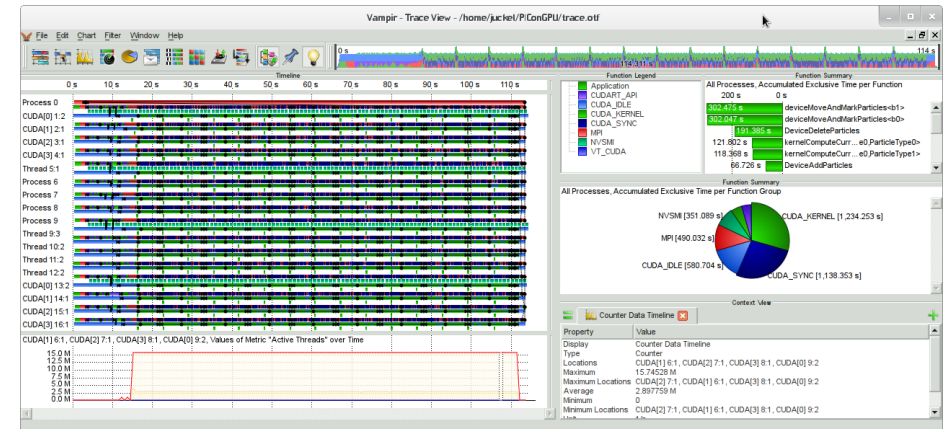 Vampir - Trace View - /home/juckel/PIConGPU/trace.otf
File Edit Chart Filter Window Help
0 s
114 s
114.311 s
Timeline
0 s 10 s 20 s 30 s 40 s 50 s 60 s 70 s 80 s 90 s 100 s 110 s
Process 0
CUDA[0] 1:2
CUDA[1] 2:1
CUDA[2] 3:1
CUDA[3] 4:1
Thread 5:1
Process 6
Process 7
Process 8
Process 9
Thread 9:3
Thread 10:2
Thread 11:2
Thread 12:2
CUDA[0] 13:2
CUDA[1] 14:1
CUDA[2] 15:1
CUDA[3] 16:1
CUDA[1] 6:1, CUDA[2] 7:1, CUDA[3] 8:1, CUDA[0] 9:2, Values of Metric "Active Threads" over Time
15.0 M
12.5 M
10.0 M
7.5 M
5.0 M
2.5 M
0.0 M
Function Legend
Application
CUDART_API
CUDA_IDLE
CUDA_KERNEL
CUDA_SYNC
MPI
NVSMI
VT_CUDA
Function Summary
All Processes, Accumulated Exclusive Time per Function
200 s 0 s
302.475 s deviceMoveAndMarkParticles<b1>
302.047 s deviceMoveAndMarkParticles<b0>
191.385 s DeviceDeleteParticles
121.802 s kernelComputeCurr...e0,ParticleType0>
118.368 s kernelComputeCurr...e0,ParticleType1>
66.726 s DeviceAddParticles
Function Summary
All Processes, Accumulated Exclusive Time per Function Group
NVSMI [351.089 s]
CUDA_KERNEL [1,234.253 s]
MPI [490.032 s]
CUDA_IDLE [580.704 s]
CUDA_SYNC [1,138.353 s]
Context View
Counter Data Timeline
Property Value
Display Counter Data Timeline
Type Counter
Locations CUDA[1] 6:1, CUDA[2] 7:1, CUDA[3] 8:1, CUDA[0] 9:2
Maximum 15.74528 M
Maximum Locations CUDA[2] 7:1, CUDA[1] 6:1, CUDA[3] 8:1, CUDA[0] 9:2
Average 2.897759 M
Minimum 0
Minimum Locations CUDA[2] 7:1, CUDA[1] 6:1, CUDA[3] 8:1, CUDA[0] 9:2